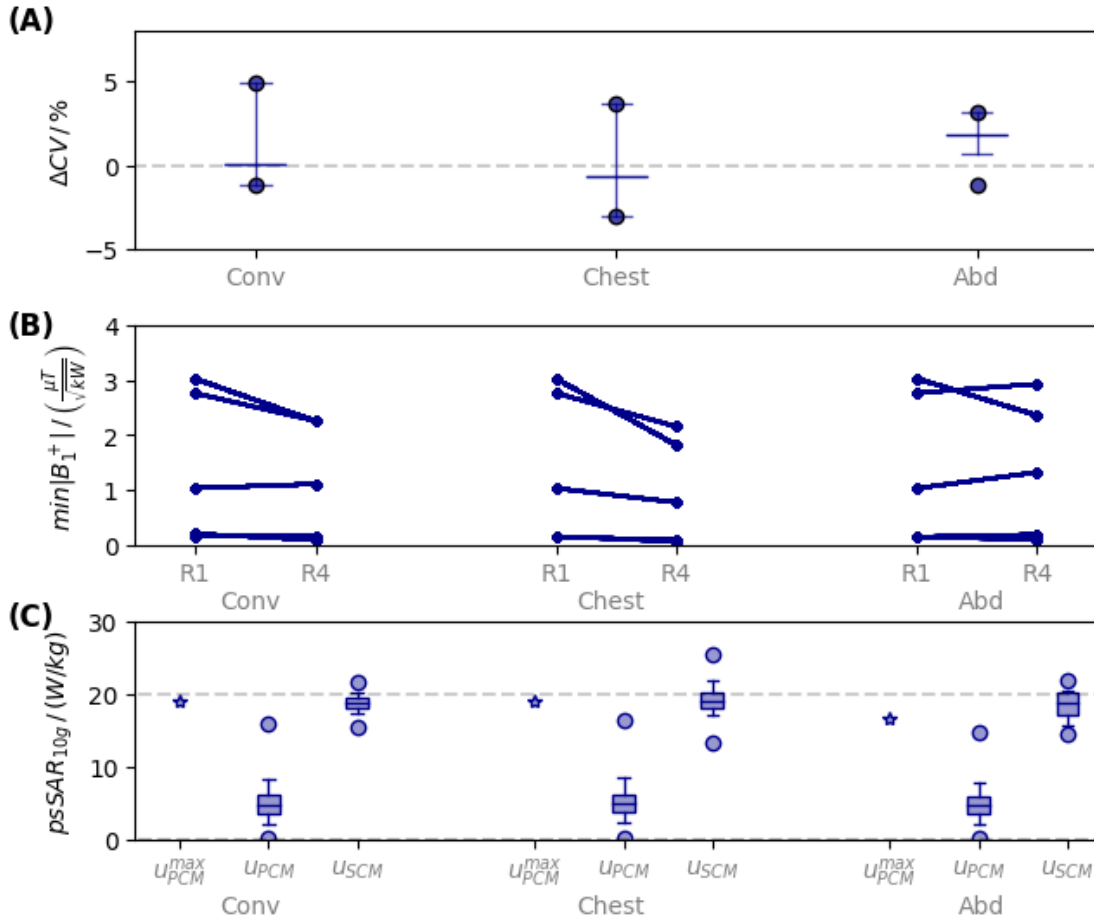 (A)
ΔCV/%
5
0
−5
Conv Chest Abd
(B)
min|B₁⁺| / (μT/√kW)
4
3
2
1
0
R1 R4 R1 R4 R1 R4
Conv Chest Abd
(C)
psSAR₁₀g / (W/kg)
30
20
10
0
u_PCM^max u_PCM u_SCM u_PCM^max u_PCM u_SCM u_PCM^max u_PCM u_SCM
Conv Chest Abd